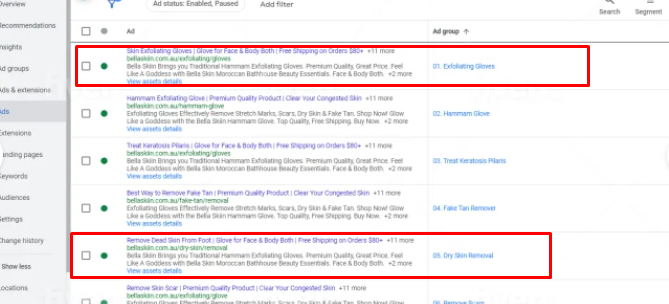 Overview
Ad status: Enabled, Paused
Add filter
Search
Segment
Recommendations
Insights
Ad groups
Ads & extensions
Ads
Extensions
Landing pages
Keywords
Audiences
Settings
Change history
Show less
Locations
Ad
Ad group
Skin Exfoliating Gloves | Glove for Face & Body Both | Free Shipping on Orders $80+ +11 more
bellaskin.com.au/exfoliating/gloves
Bella Skin Brings you Traditional Hammam Exfoliating Gloves. Premium Quality, Great Price. Feel
Like A Goddess with Bella Skin Moroccan Bathhouse Beauty Essentials. Face & Body Both. +2 more
View assets details
01. Exfoliating Gloves
Hammam Exfoliating Glove | Premium Quality Product | Clear Your Congested Skin +11 more
bellaskin.com.au/hammam-glove
Exfoliating Gloves Effectively Remove Stretch Marks, Scars, Dry Skin & Fake Tan. Shop Now! Glow
Like a Goddess with the Bella Skin Hammam Glove. Top Quality, Free Shipping. Buy Now. +2 more
View assets details
02. Hammam Glove
Treat Keratosis Pilaris | Glove for Face & Body Both | Free Shipping on Orders $80+ +11 more
bellaskin.com.au/exfoliating/gloves
Bella Skin Brings you Traditional Hammam Exfoliating Gloves. Premium Quality, Great Price. Feel
Like A Goddess with Bella Skin Moroccan Bathhouse Beauty Essentials. Face & Body Both. +2 more
View assets details
03. Treat Keratosis Pilaris
Best Way to Remove Fake Tan | Premium Quality Product | Clear Your Congested Skin +11 more
bellaskin.com.au/fake-tan/removal
Exfoliating Gloves Effectively Remove Stretch Marks, Scars, Dry Skin & Fake Tan. Shop Now! Glow
Like a Goddess with the Bella Skin Hammam Glove. Top Quality, Free Shipping. Buy Now. +2 more
View assets details
04. Fake Tan Remover
Remove Dead Skin From Foot | Glove for Face & Body Both | Free Shipping on Orders $80+ +11 more
bellaskin.com.au/dry-skin/removal
Bella Skin Brings you Traditional Hammam Exfoliating Gloves. Premium Quality, Great Price. Feel
Like A Goddess with Bella Skin Moroccan Bathhouse Beauty Essentials. Face & Body Both. +2 more
View assets details
05. Dry Skin Removal
Remove Skin Scar | Premium Quality Product | Clear Your Congested Skin +11 more
bellaskin.com.au/exfoliating/glove